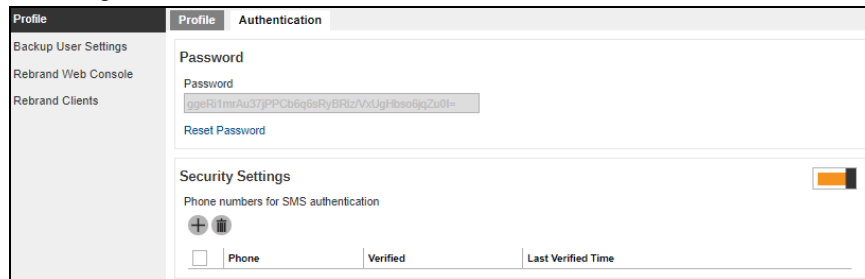 Profile
Profile Authentication
Backup User Settings
Rebrand Web Console
Rebrand Clients
Password
Password
Reset Password
Security Settings
Phone numbers for SMS authentication
Phone Verified Last Verified Time